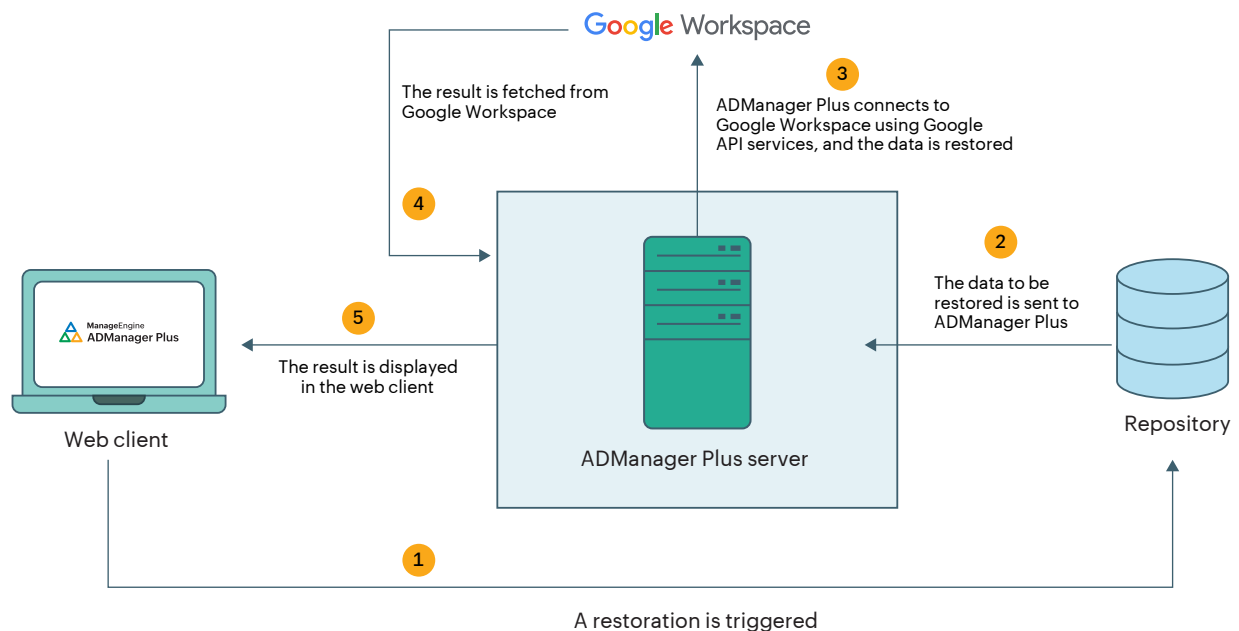 Google Workspace
The result is fetched from
Google Workspace
3
ADManager Plus connects to
Google Workspace using Google
API services, and the data is restored
4
2
The data to be
restored is sent to
ADManager Plus
ManageEngine
ADManager Plus
5
The result is displayed
in the web client
Web client
ADManager Plus server
Repository
1
A restoration is triggered